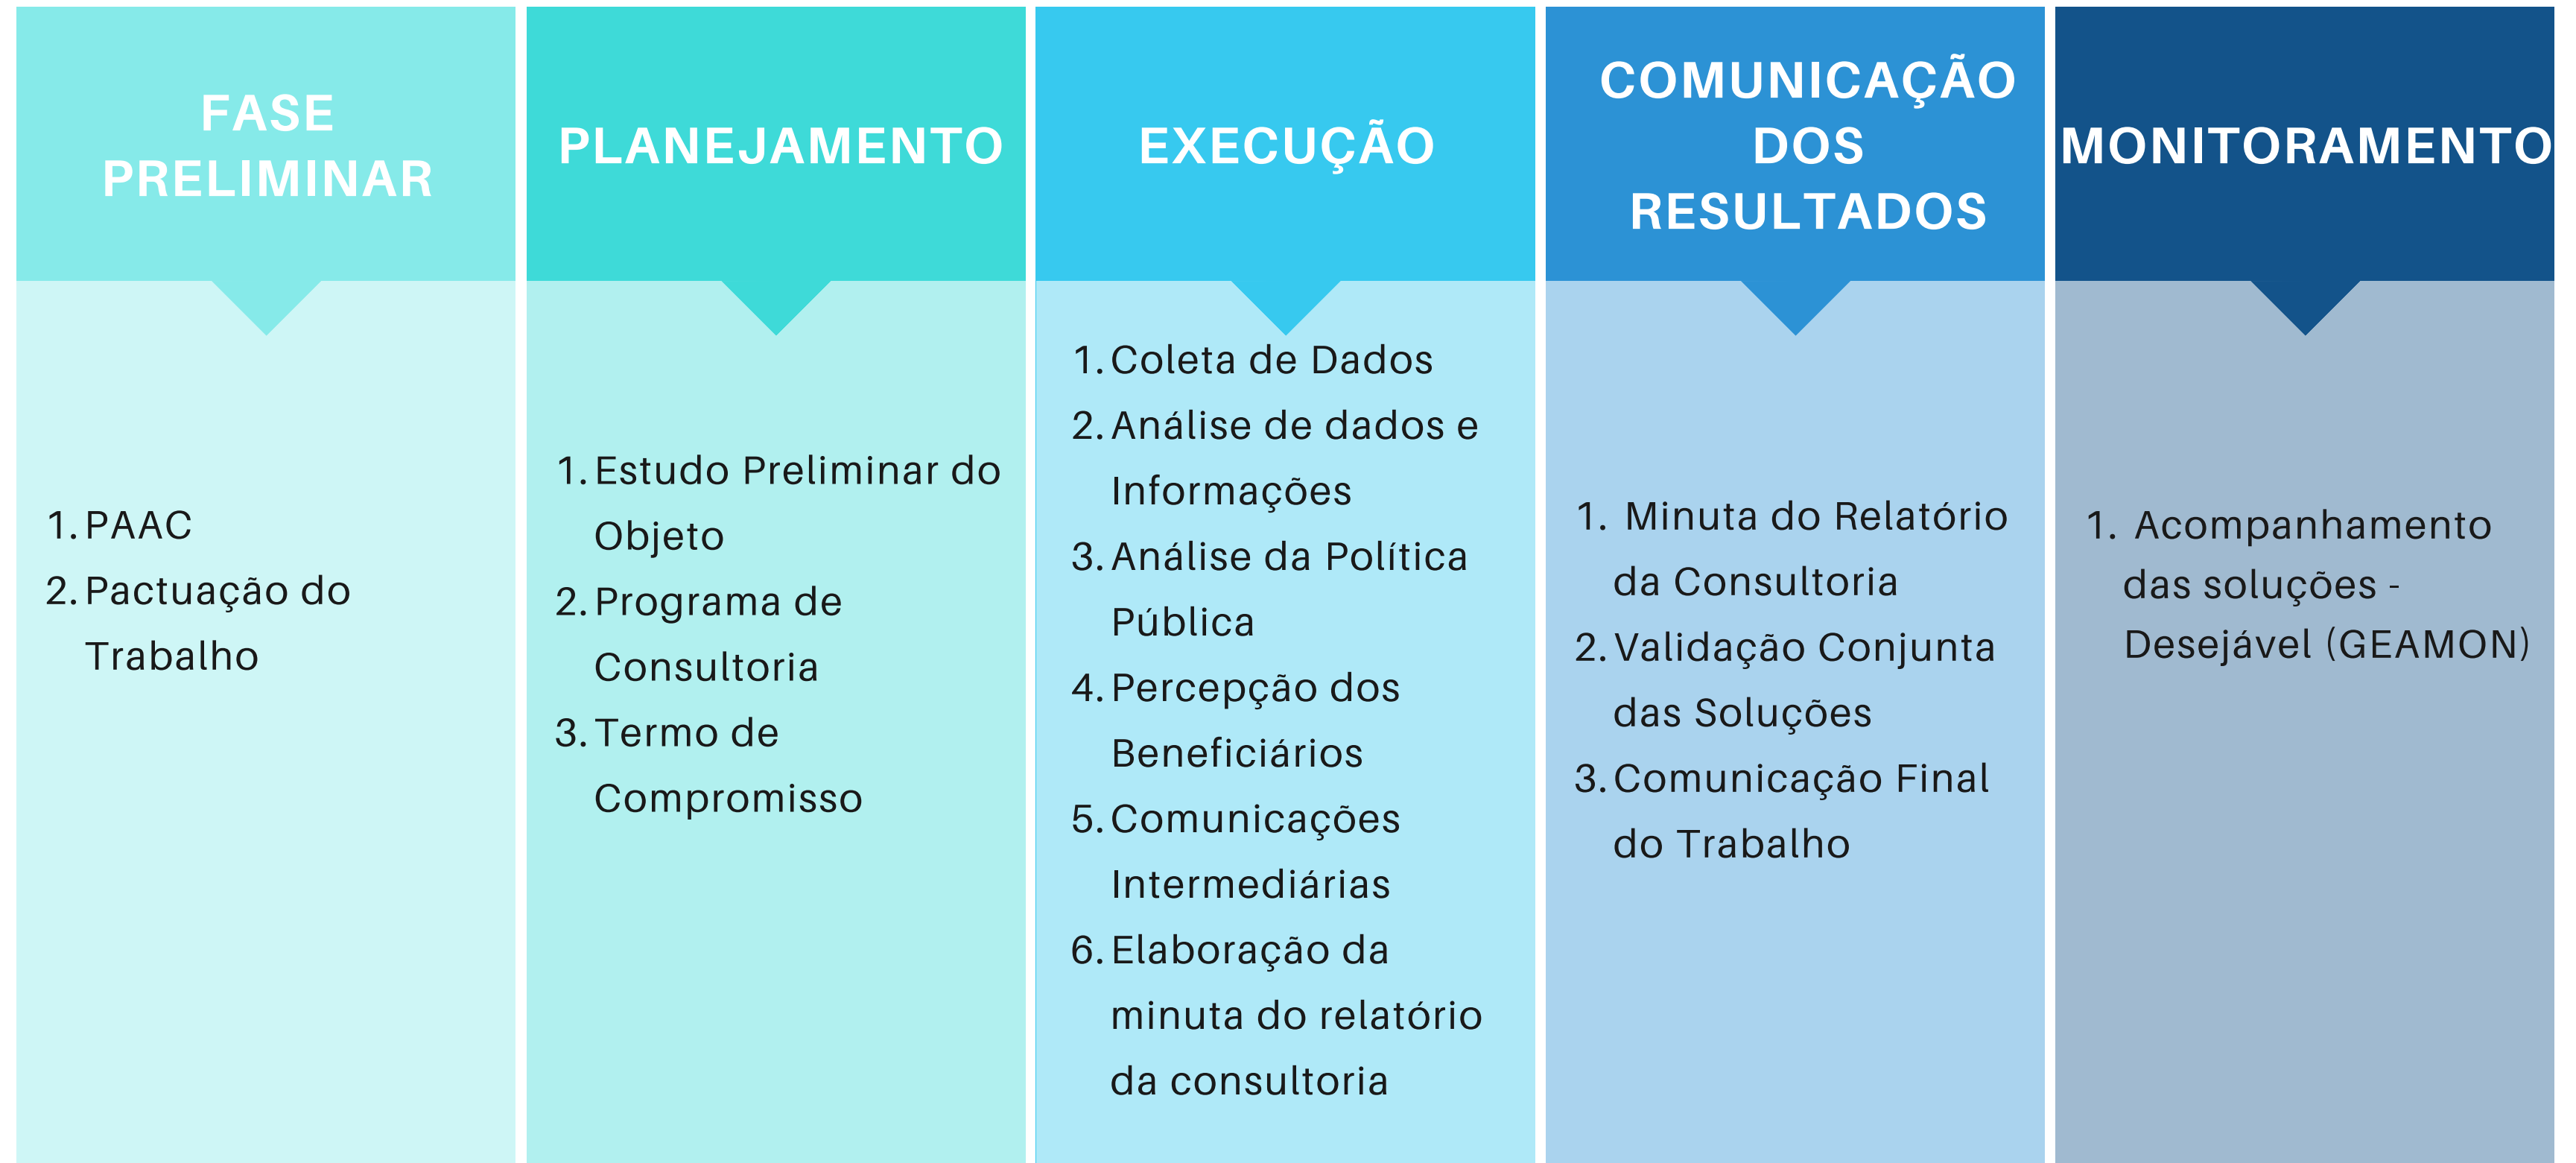 FASE
PRELIMINAR
1. PAAC
2. Pactuação do
Trabalho
PLANEJAMENTO
1. Estudo Preliminar do
Objeto
2. Programa de
Consultoria
3. Termo de
Compromisso
EXECUÇÃO
1. Coleta de Dados
2. Análise de dados e
Informações
3. Análise da Política
Pública
4. Percepção dos
Beneficiários
5. Comunicações
Intermediárias
6. Elaboração da
minuta do relatório
da consultoria
COMUNICAÇÃO
DOS
RESULTADOS
1. Minuta do Relatório
da Consultoria
2. Validação Conjunta
das Soluções
3. Comunicação Final
do Trabalho
MONITORAMENTO
1. Acompanhamento
das soluções -
Desejável (GEAMON)